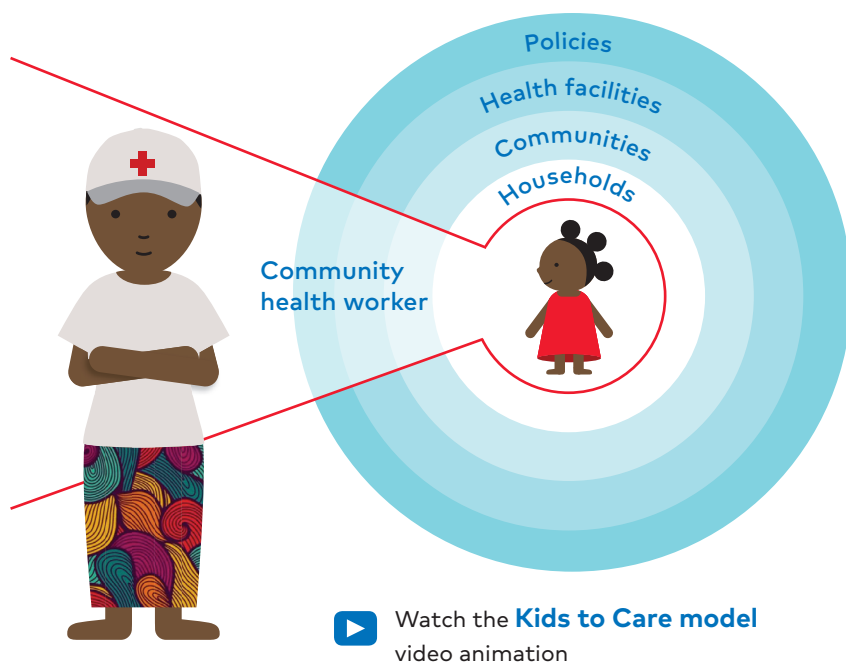 Policies
Health facilities
Communities
Households
Community
health worker
Watch the Kids to Care model
video animation